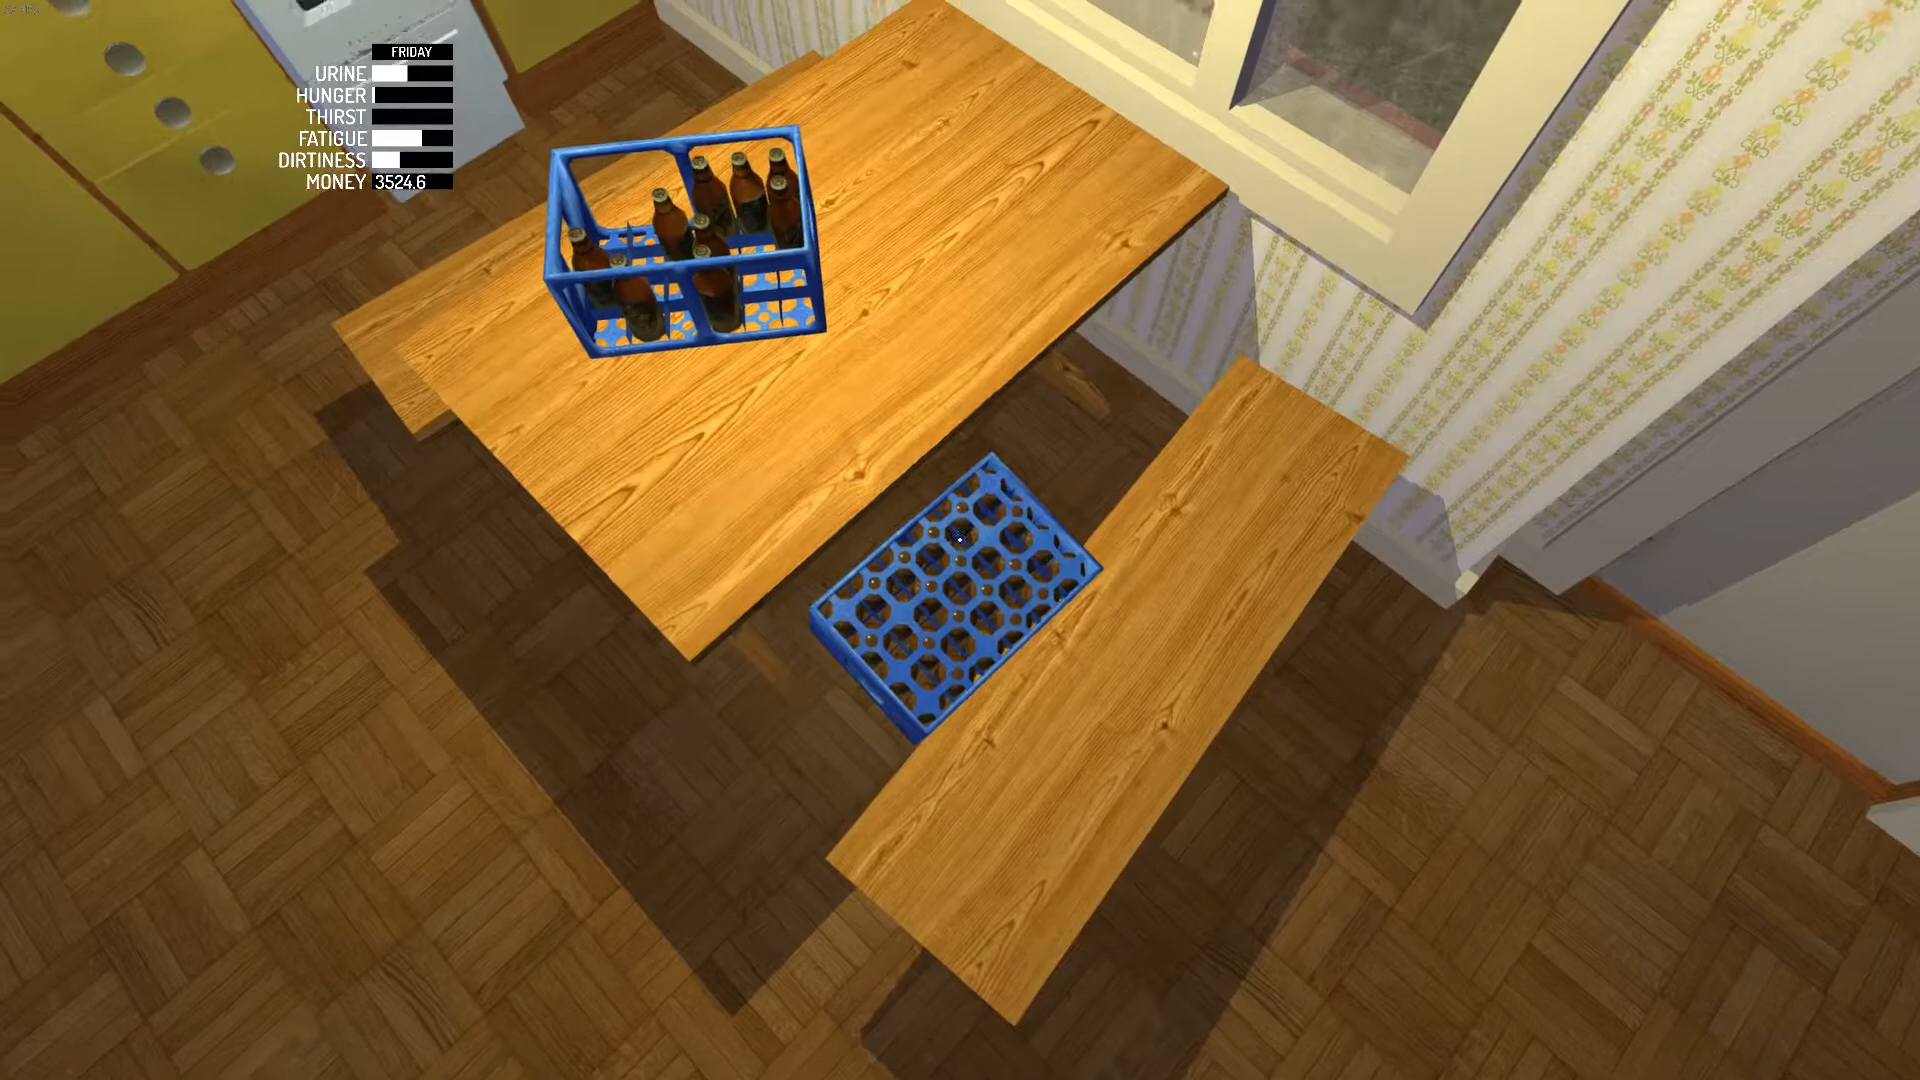 FRIDAY
URINE
HUNGER
THIRST
FATIGUE
DIRTINESS
MONEY 3524.6